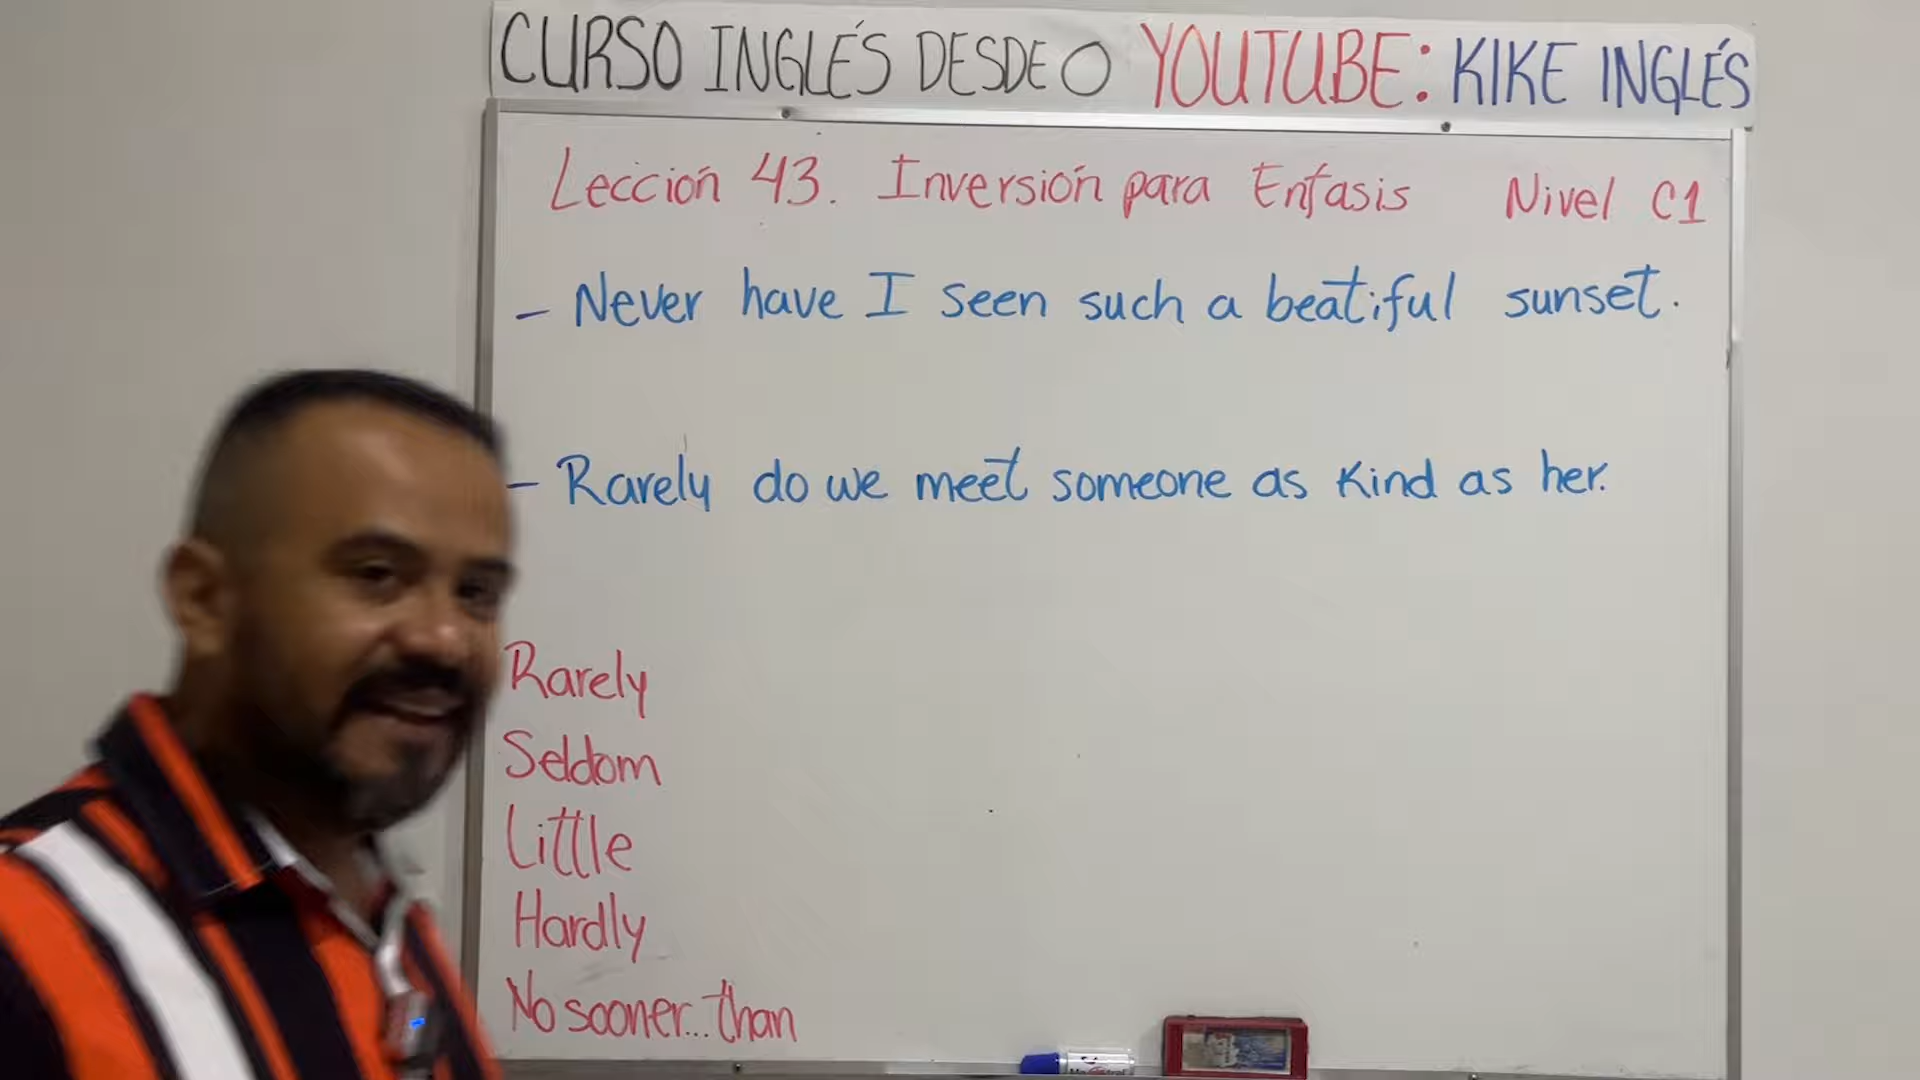 CURSO INGLÉS DESDE 0 YOUTUBE: KIKE INGLÉS
Lección 43. Inversión para Enfasis Nivel C1
- Never have I seen such a beatiful sunset.
- Rarely do we meet someone as kind as her.
Rarely
Seldom
Little
Hardly
No sooner...than